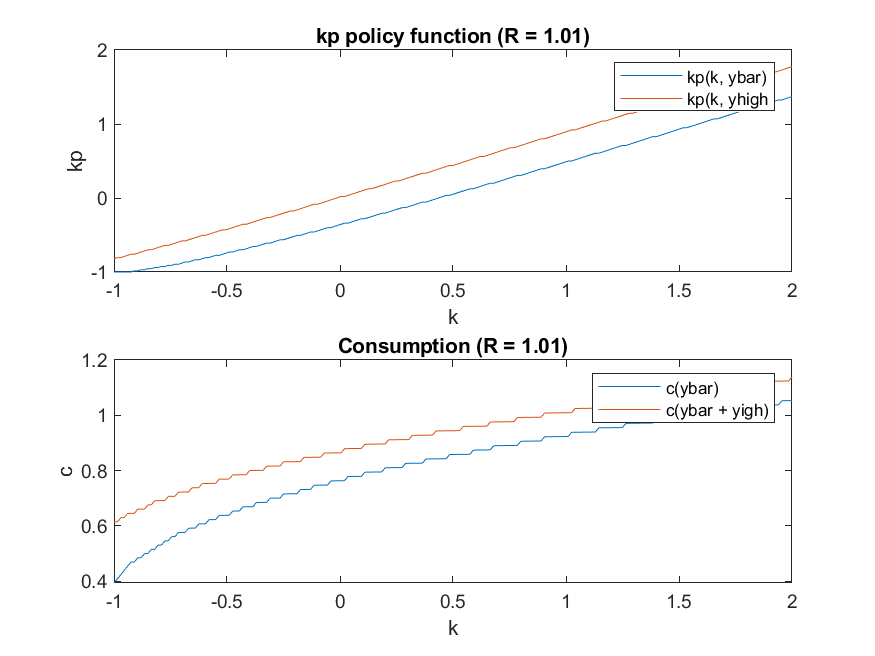 kp policy function (R = 1.01)
2
kp(k, ybar)
kp(k, yhigh
1
kp
0
-1
-1
-0.5
0
0.5
1
1.5
2
k
Consumption (R = 1.01)
1.2
c(ybar)
c(ybar + yigh)
1
c
0.8
0.6
0.4
-1
-0.5
0
0.5
1
1.5
2
k